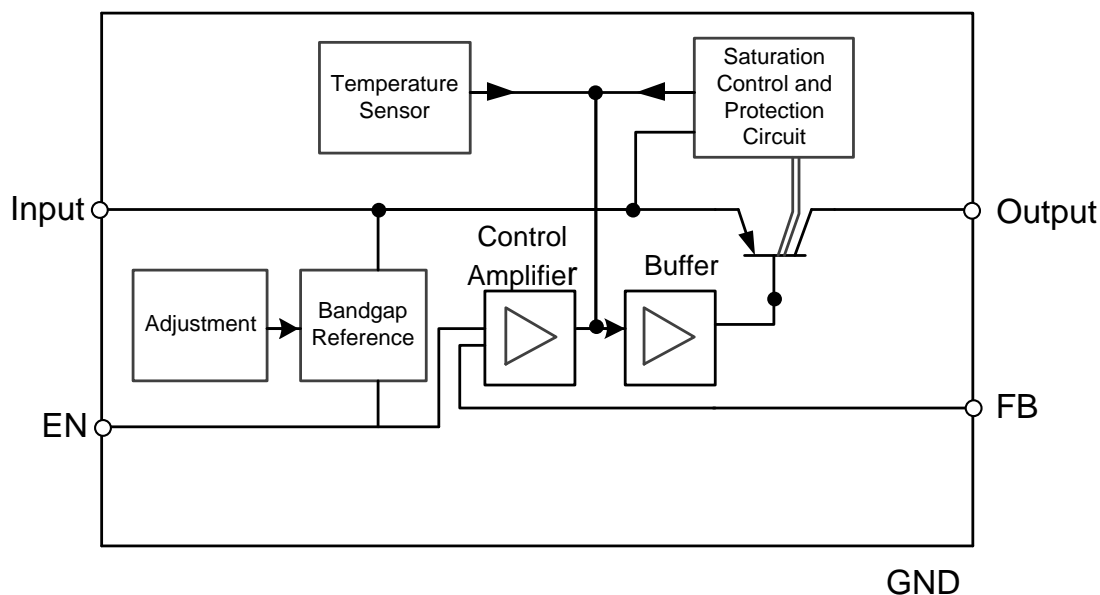 Temperature
Sensor
Saturation
Control and
Protection
Circuit
Input
Output
Control
Amplifier
Buffer
Adjustment
Bandgap
Reference
EN
FB
GND